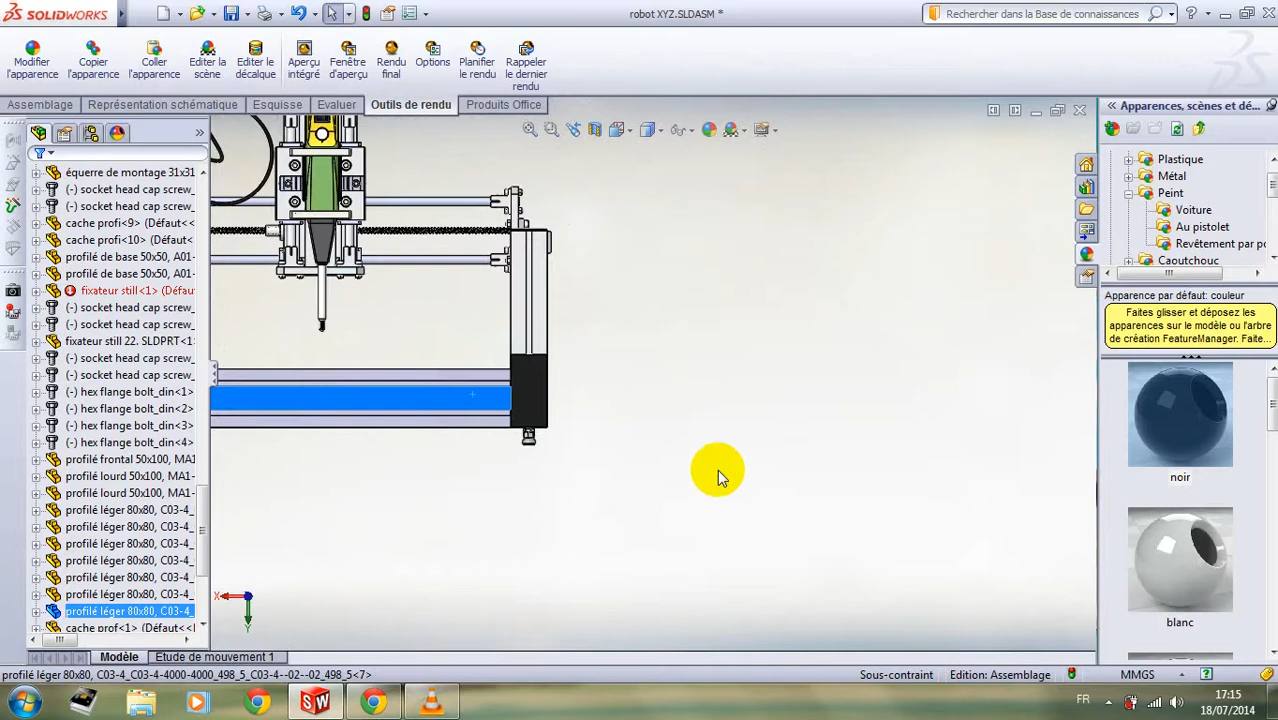 SOLIDWORKS
robot XYZ.SLDASM *
Rechercher dans la Base de connaissances
Modifier l'apparence
Copier l'apparence
Coller l'apparence
Editer la scène
Editer le décalque
Aperçu intégré
Fenêtre d'aperçu
Rendu final
Options
Planifier le rendu
Rappeler le dernier rendu
Assemblage
Représentation schématique
Esquisse
Evaluer
Outils de rendu
Produits Office
équerre de montage 31x31
(-) socket head cap screw_
(-) socket head cap screw_
cache profi<9> (Défaut<
cache profi<10> (Défaut<
profilé de base 50x50, A01-
profilé de base 50x50, A01-
fixateur still<1> (Défau
(-) socket head cap screw_
(-) socket head cap screw_
fixateur still 22. SLDPRT<1
(-) socket head cap screw_
(-) socket head cap screw_
(-) hex flange bolt_din<1>
(-) hex flange bolt_din<2>
(-) hex flange bolt_din<3>
(-) hex flange bolt_din<4>
profilé frontal 50x100, MA1
profilé lourd 50x100, MA1-
profilé lourd 50x100, MA1-
profilé léger 80x80, C03-4_
profilé léger 80x80, C03-4_
profilé léger 80x80, C03-4_
profilé léger 80x80, C03-4_
profilé léger 80x80, C03-4_
profilé léger 80x80, C03-4_
profilé léger 80x80, C03-4_
cache prof<1> (Défaut<<
X
Y
Apparences, scènes et dé...
Plastique
Métal
Peint
Voiture
Au pistolet
Revêtement par po
Caoutchouc
Apparence par défaut: couleur
Faites glisser et déposez les apparences sur le modèle ou l'arbre de création FeatureManager. Faite...
noir
blanc
Modèle
Etude de mouvement 1
profilé léger 80x80, C03-4_C03-4-4000-4000_498_5_C03-4--02--02_498_5<7>
Sous-contraint
Edition: Assemblage
MMGS
FR
17:15
18/07/2014